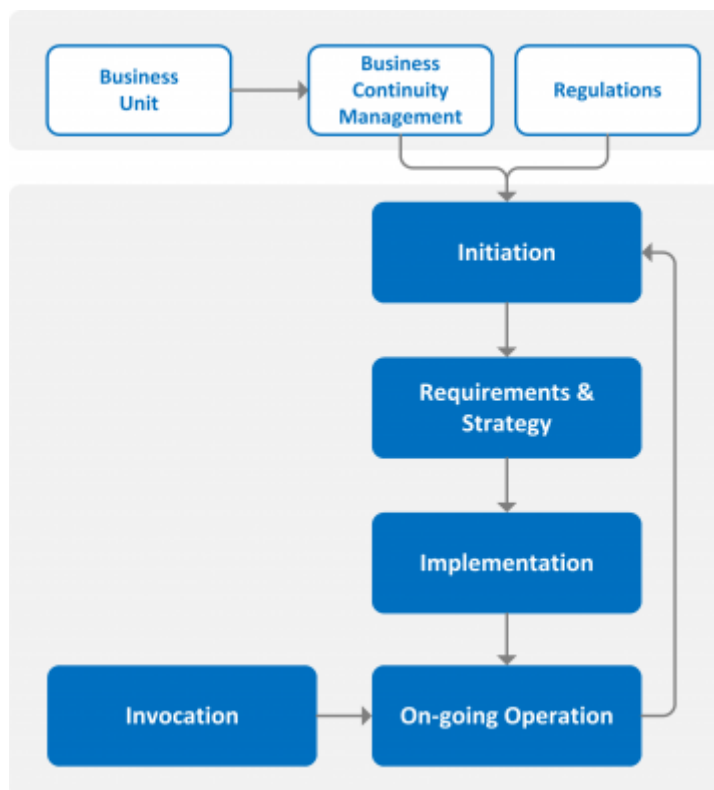 Business
Unit
Business
Continuity
Management
Regulations
Initiation
Requirements &
Strategy
Implementation
Invocation
On-going Operation